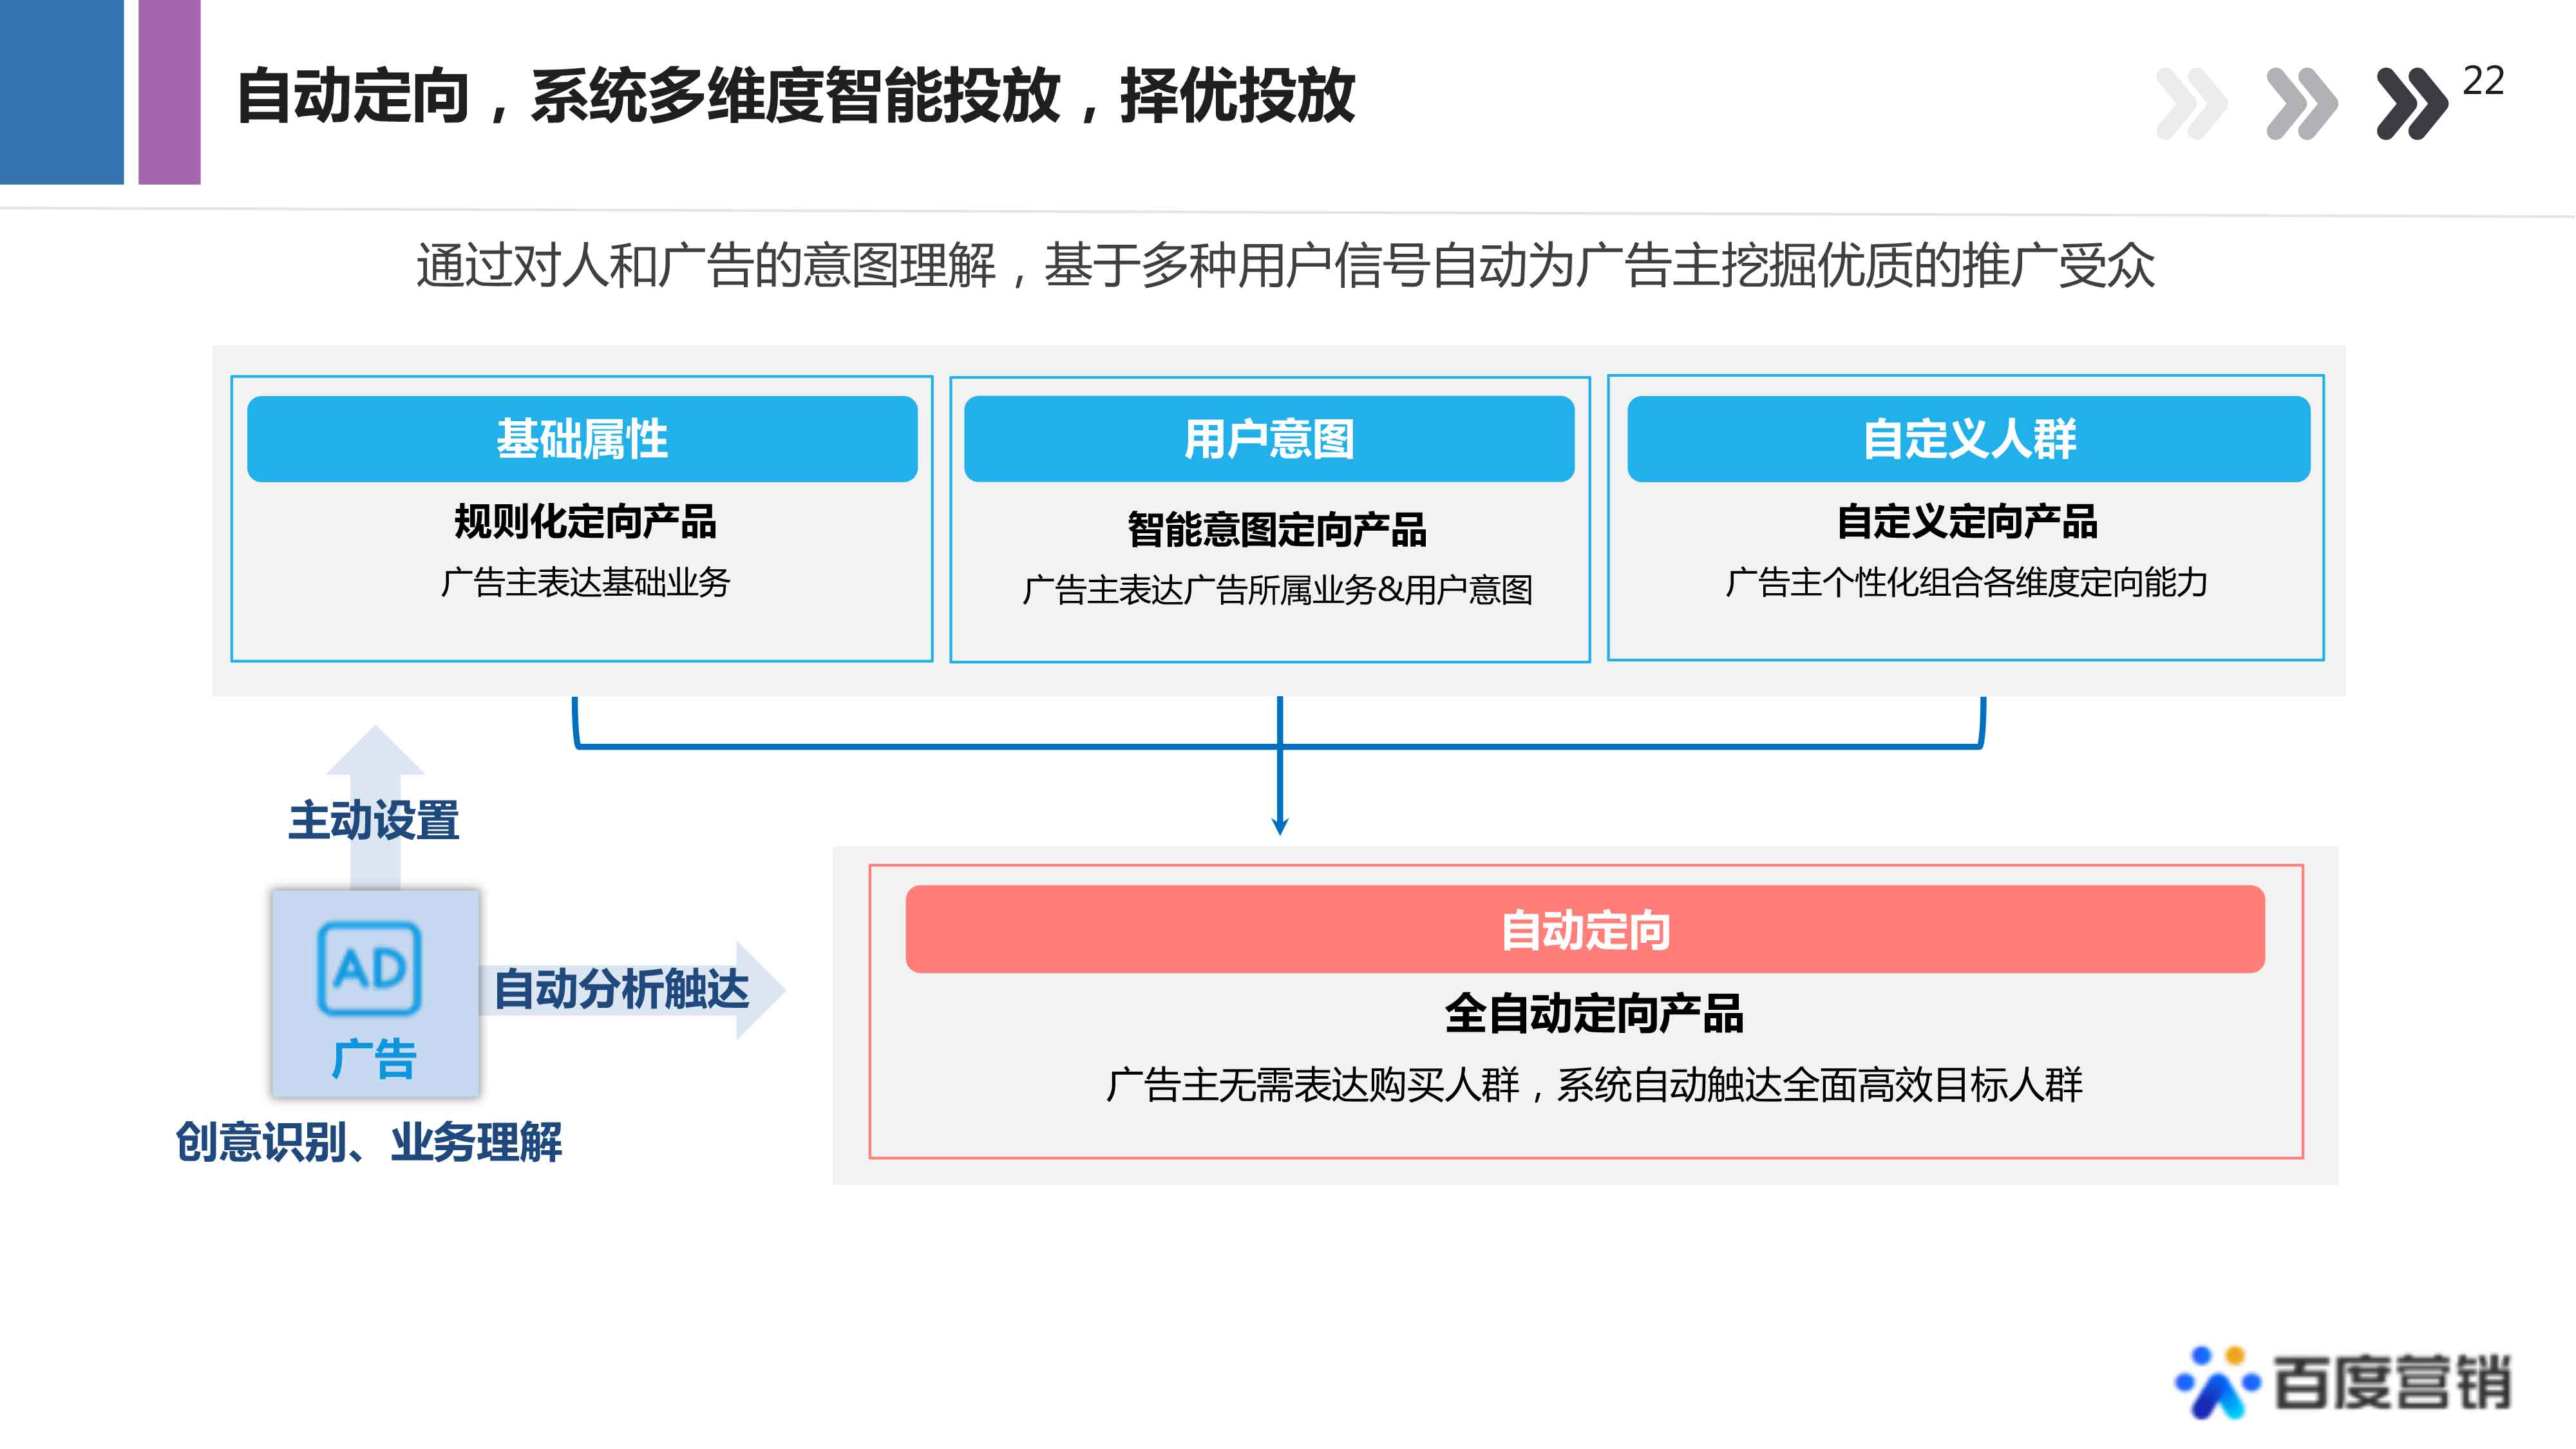 自动定向，系统多维度智能投放，择优投放
22
通过对人和广告的意图理解，基于多种用户信号自动为广告主挖掘优质的推广受众
基础属性
规则化定向产品
广告主表达基础业务
用户意图
智能意图定向产品
广告主表达广告所属业务&用户意图
自定义人群
自定义定向产品
广告主个性化组合各维度定向能力
主动设置
AD
广告
创意识别、业务理解
自动分析触达
自动定向
全自动定向产品
广告主无需表达购买人群，系统自动触达全面高效目标人群
百度营销